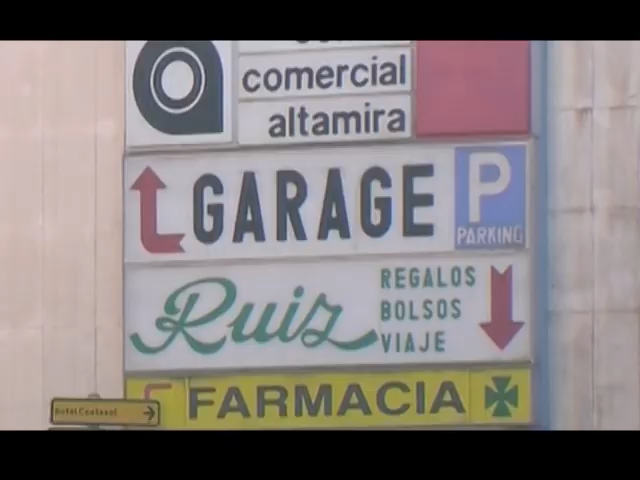 comercial
altamira
GARAGE
P
PARKING
Ruiz
REGALOS
BOLSOS
VIAJE
FARMACIA